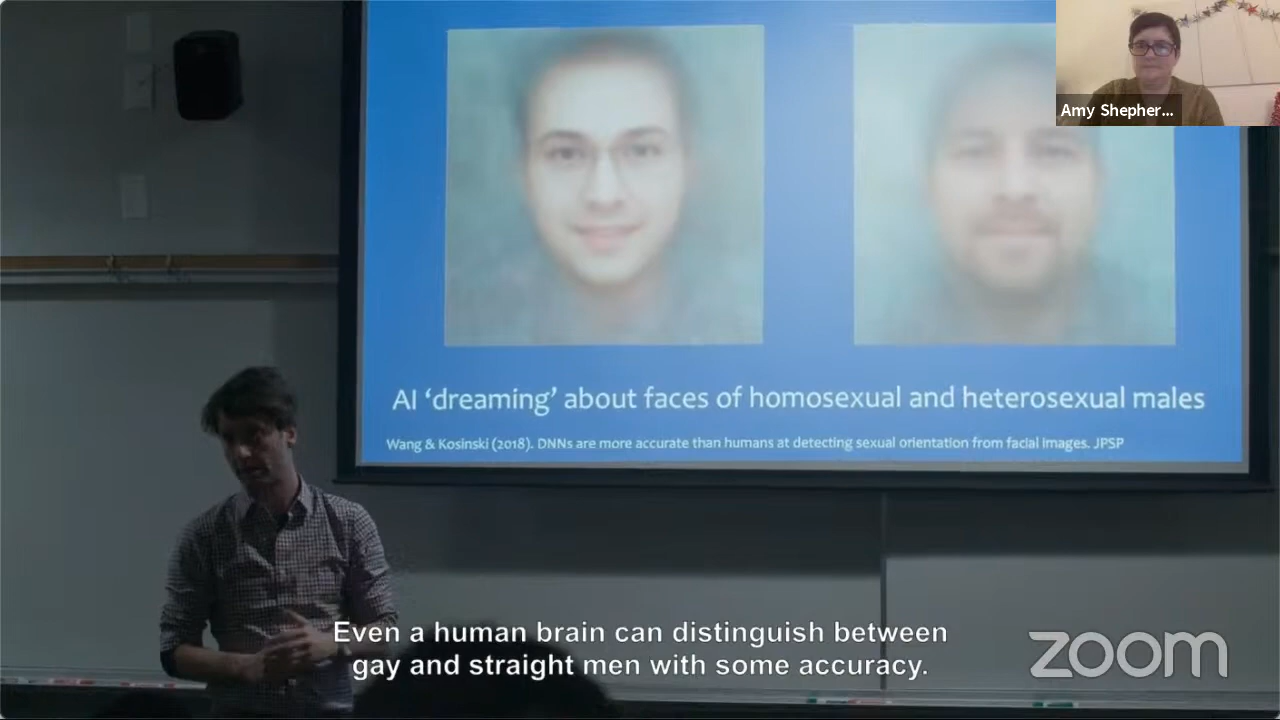 Amy Shepher...
AI ‘dreaming’ about faces of homosexual and heterosexual males
Wang & Kosinski (2018). DNNs are more accurate than humans at detecting sexual orientation from facial images. JPSP
Even a human brain can distinguish between
gay and straight men with some accuracy.
zoom